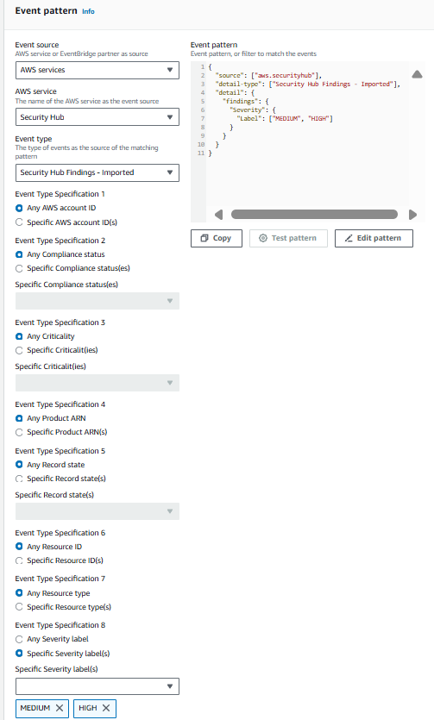 Event pattern Info
Event source
AWS service or EventBridge partner as source
AWS services
AWS service
The name of the AWS service as the event source
Security Hub
Event type
The type of events as the source of the matching
pattern
Security Hub Findings - Imported
Event Type Specification 1
Any AWS account ID
Specific AWS account ID(s)
Event Type Specification 2
Any Compliance status
Specific Compliance status(es)
Specific Compliance status(es)
Event Type Specification 3
Any Criticality
Specific Criticalit(ies)
Specific Criticalit(ies)
Event Type Specification 4
Any Product ARN
Specific Product ARN(s)
Event Type Specification 5
Any Record state
Specific Record state(s)
Specific Record state(s)
Event Type Specification 6
Any Resource ID
Specific Resource ID(s)
Event Type Specification 7
Any Resource type
Specific Resource type(s)
Event Type Specification 8
Any Severity label
Specific Severity label(s)
Specific Severity label(s)
MEDIUM X HIGH X
Event pattern
Event pattern, or filter to match the events
1 {
2 "source": ["aws.securityhub"],
3 "detail-type": ["Security Hub Findings - Imported"],
4 "detail": {
5 "findings": {
6 "Severity": {
7 "Label": ["MEDIUM", "HIGH"]
8 }
9 }
10 }
11 }
Copy Test pattern Edit pattern